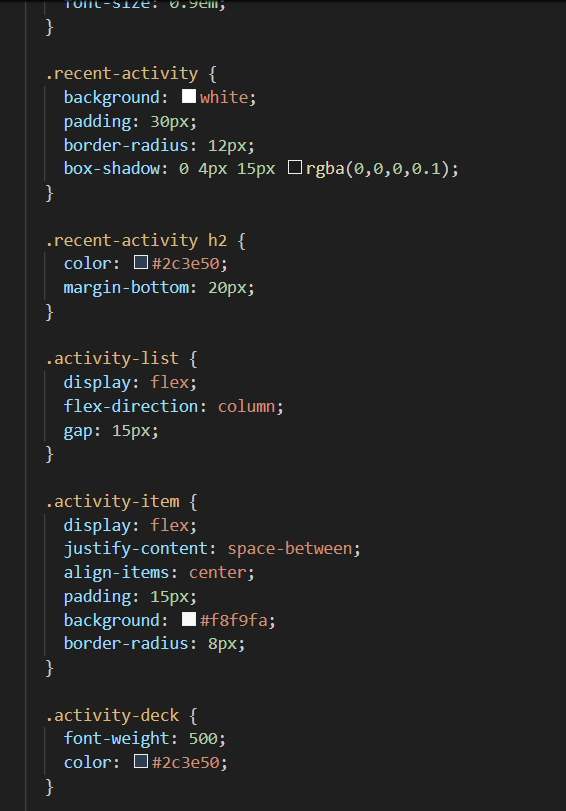 font-size: 0.9em;
}
.recent-activity {
background: white;
padding: 30px;
border-radius: 12px;
box-shadow: 0 4px 15px rgba(0,0,0,0.1);
}
.recent-activity h2 {
color: #2c3e50;
margin-bottom: 20px;
}
.activity-list {
display: flex;
flex-direction: column;
gap: 15px;
}
.activity-item {
display: flex;
justify-content: space-between;
align-items: center;
padding: 15px;
background: #f8f9fa;
border-radius: 8px;
}
.activity-deck {
font-weight: 500;
color: #2c3e50;
}